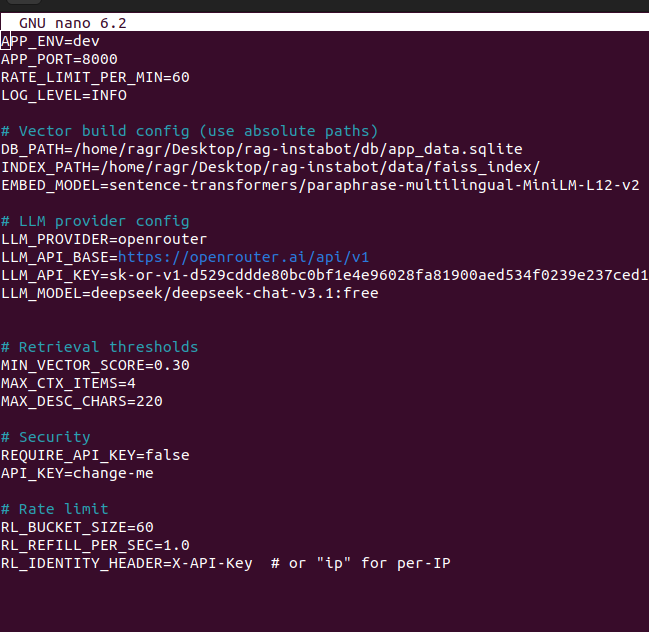 GNU nano 6.2
APP_ENV=dev
APP_PORT=8000
RATE_LIMIT_PER_MIN=60
LOG_LEVEL=INFO
# Vector build config (use absolute paths)
DB_PATH=/home/ragr/Desktop/rag-instabot/db/app_data.sqlite
INDEX_PATH=/home/ragr/Desktop/rag-instabot/data/faiss_index/
EMBED_MODEL=sentence-transformers/paraphrase-multilingual-MiniLM-L12-v2
# LLM provider config
LLM_PROVIDER=openrouter
LLM_API_BASE=https://openrouter.ai/api/v1
LLM_API_KEY=sk-or-v1-d529cddde80bc0bf1e4e96028fa81900aed534f0239e237ced1
LLM_MODEL=deepseek/deepseek-chat-v3.1:free
# Retrieval thresholds
MIN_VECTOR_SCORE=0.30
MAX_CTX_ITEMS=4
MAX_DESC_CHARS=220
# Security
REQUIRE_API_KEY=false
API_KEY=change-me
# Rate limit
RL_BUCKET_SIZE=60
RL_REFILL_PER_SEC=1.0
RL_IDENTITY_HEADER=X-API-Key  # or "ip" for per-IP